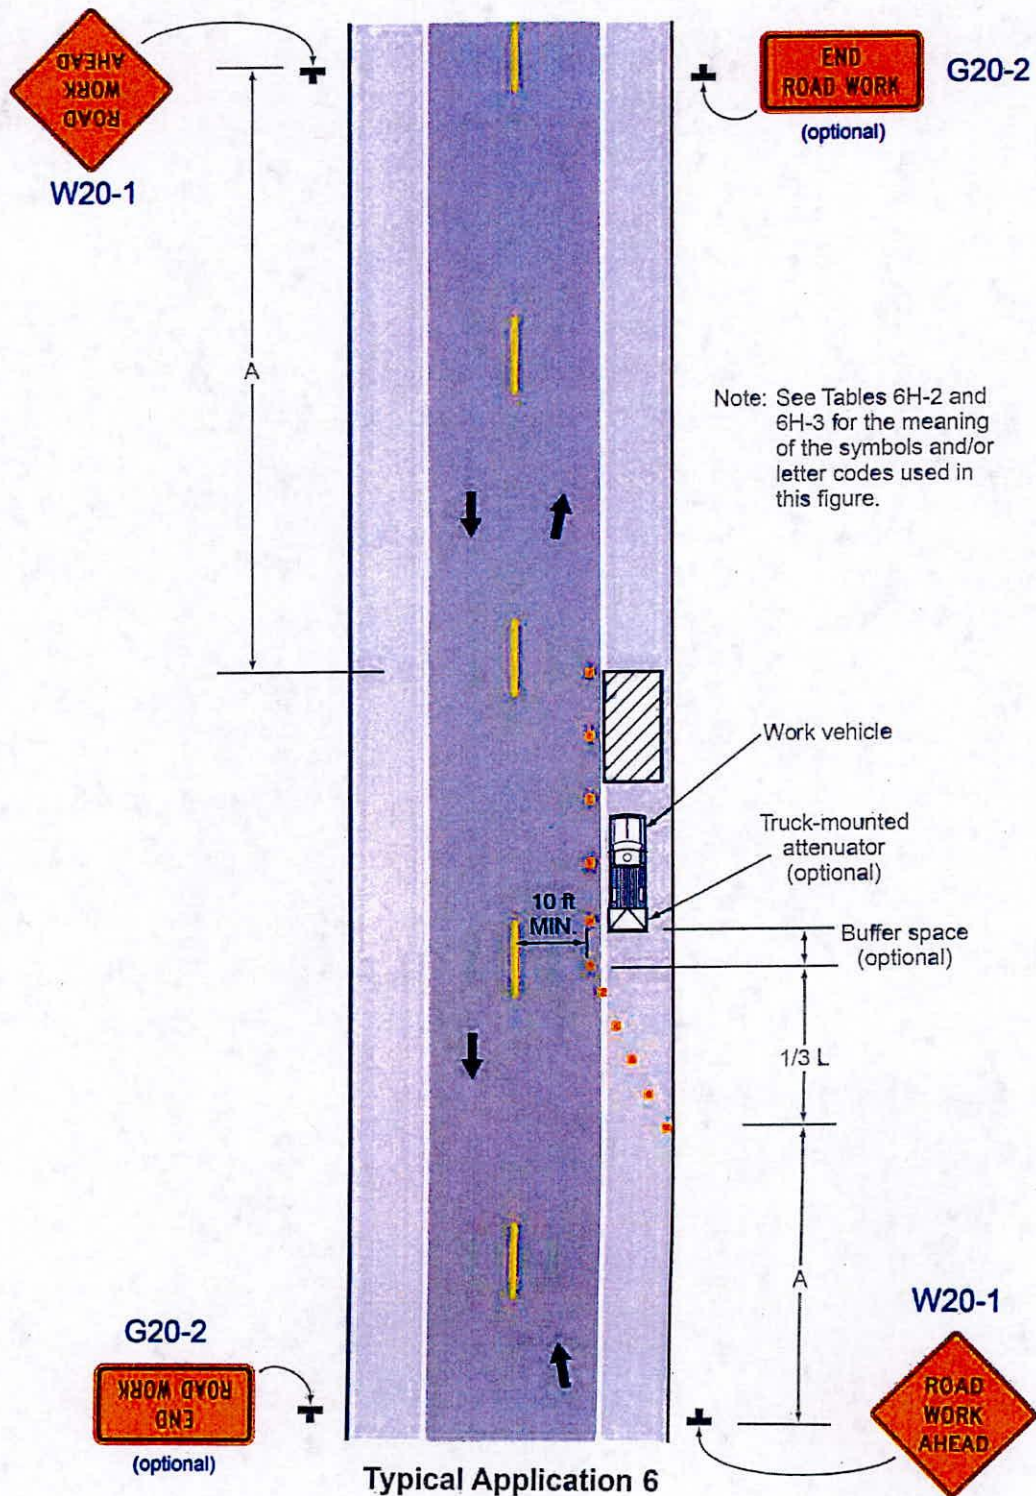 ROAD
WORK
AHEAD
W20-1
END
ROAD WORK
(optional)
G20-2
A
Note: See Tables 6H-2 and
6H-3 for the meaning
of the symbols and/or
letter codes used in
this figure.
Work vehicle
Truck-mounted
attenuator
(optional)
10 ft
MIN.
Buffer space
(optional)
1/3 L
A
G20-2
END
ROAD WORK
(optional)
W20-1
ROAD
WORK
AHEAD
Typical Application 6